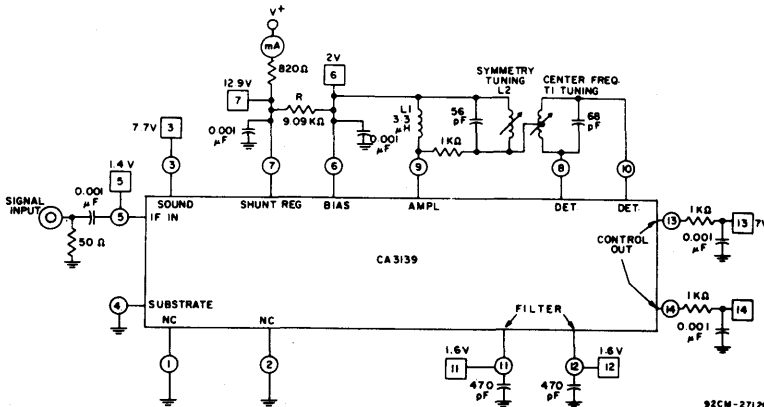 V+
mA
820Ω
12.9V
7
R
9.09 KΩ
0.001
μF
2V
6
0.001
μF
L1
3.3
μH
1KΩ
56
pF
SYMMETRY
TUNING
L2
CENTER FREQ.
T1 TUNING
68
pF
7.7V
3
1.4V
5
0.001
μF
SIGNAL
INPUT
50 Ω
3
7
6
9
8
10
5
SOUND
IF IN
SHUNT REG
BIAS
AMPL
DET.
DET.
CA3139
CONTROL
OUT
13
1KΩ
13
7V
0.001
μF
14
1KΩ
14
0.001
μF
4
SUBSTRATE
NC
NC
FILTER
1
2
1.6V
11
11
470
pF
12
1.6V
12
470
pF